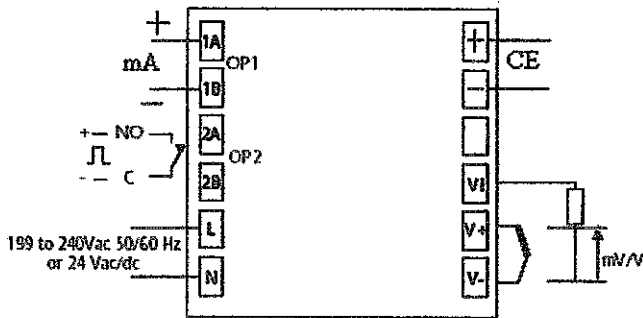 +
1A
mA
OP1
1B
−
+ NO
2A
OP2
- C
2B
199 to 240Vac 50/60 Hz
or 24 Vac/dc
L
N
+
CE
−
VI
V+
V-
mV/V